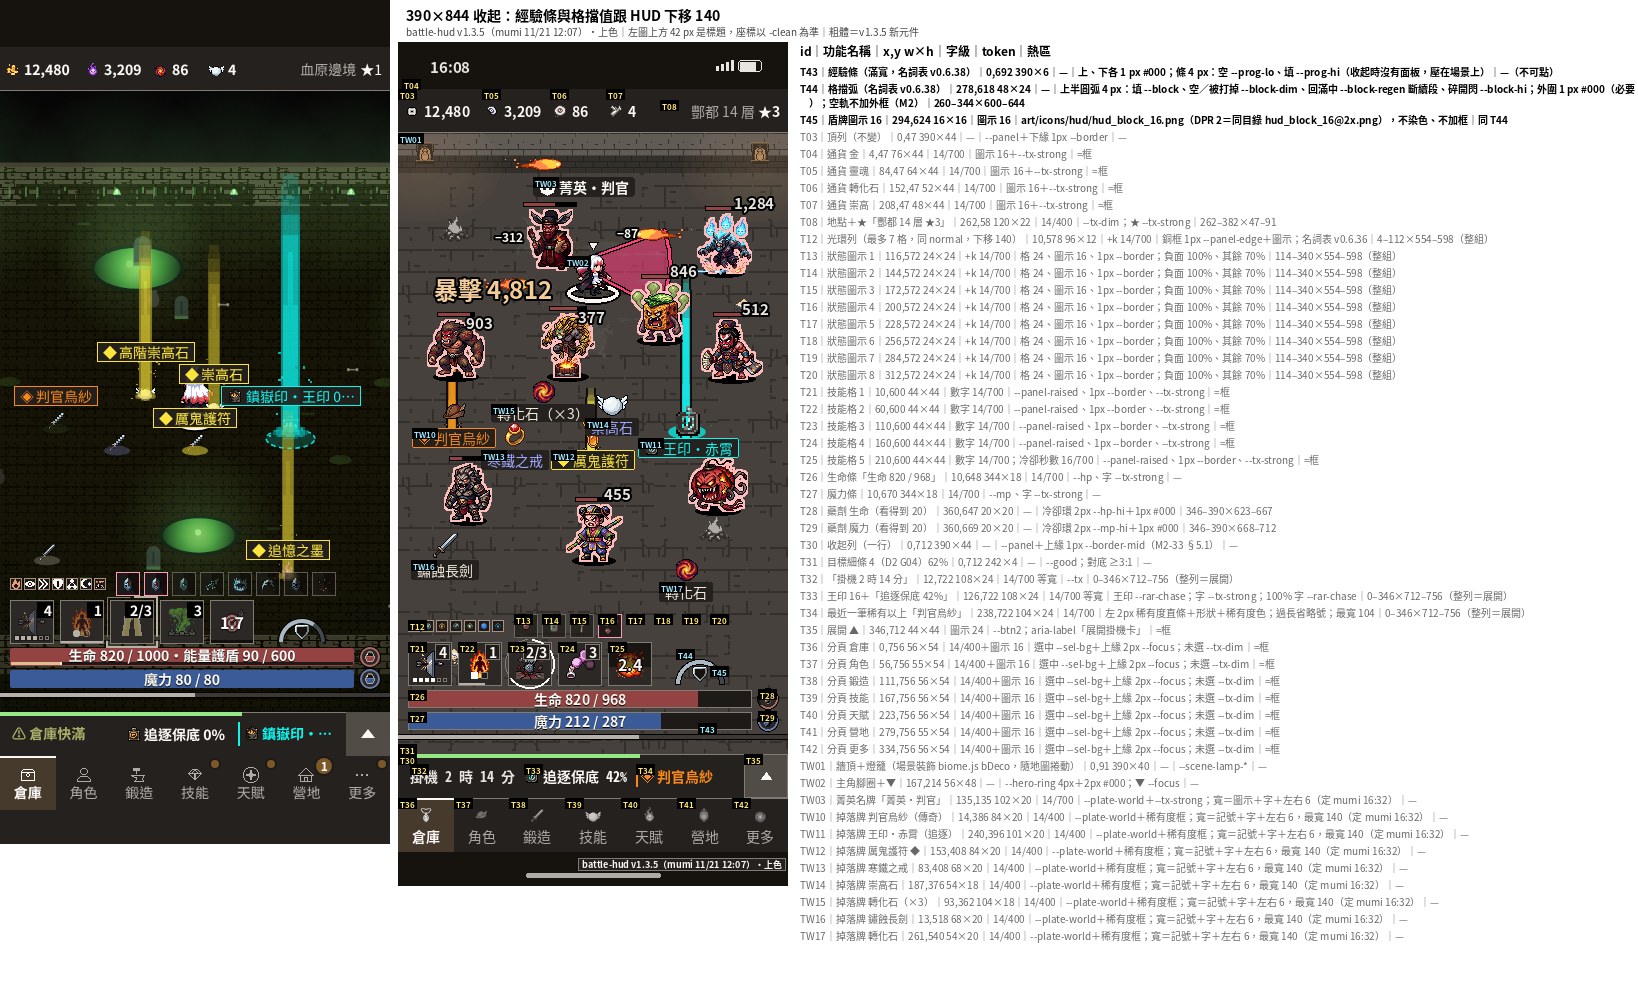 12,480
3,209
86
4
血原邊境 ★1
◆高階崇高石
◆崇高石
判官烏紗
鎮嶽印・王印 0⋯
◆厲鬼護符
◆追憶之墨
4
1
2/3
3
1.7
生命 820 / 1000・能量護盾 90 / 600
魔力 80 / 80
⚠倉庫快滿
追逐保底 0%
鎮嶽印・⋯
▲
倉庫
角色
鍛造
技能
天賦
1
營地
更多
390×844 收起：經驗條與格擋值跟 HUD 下移 140
battle-hud v1.3.5（mumi 11/21 12:07）・上色｜左圖上方 42 px 是標題，座標以 -clean 為準｜粗體＝v1.3.5 新元件
16:08
T04
T03
T05
T06
T07
T08
12,480
3,209
86
4
酆都 14 層 ★3
TW01
TW03
菁英・判官
1,284
−312
−87
TW02
846
暴擊 4,812
903
377
512
TW15
轉化石（×3）
TW14
崇高石
TW10
判官烏紗
TW11
王印・赤霄
TW13
寒鐵之戒
TW12
◆厲鬼護符
455
TW16
鏽蝕長劍
TW17
轉化石
T12
T13
T14
T15
T16
T17
T18
T19
T20
T21
4
T22
1
T23
2/3
T24
3
T25
2.4
T44
T45
T26
生命 820 / 968
T28
T27
魔力 212 / 287
T29
T43
T31
T30
T32
掛機 2 時 14 分
T33
追逐保底 42%
T34
判官烏紗
T35
▲
T36
T37
T38
T39
T40
T41
T42
倉庫
角色
鍛造
技能
天賦
營地
更多
battle-hud v1.3.5（mumi 11/21 12:07）・上色
id｜功能名稱｜x,y w×h｜字級｜token｜熱區
T43｜經驗條（滿寬，名詞表 v0.6.38）｜0,692 390×6｜—｜上、下各 1 px #000；條 4 px：空 --prog-lo、填 --prog-hi（收起時沒有面板，壓在場景上）｜—（不可點）
T44｜格擋弧（名詞表 v0.6.38）｜278,618 48×24｜—｜上半圓弧 4 px：填 --block、空／被打掉 --block-dim、回滿中 --block-regen 斷續段、碎開閃 --block-hi；外圍 1 px #000（必要
）；空軌不加外框（M2）｜260–344×600–644
T45｜盾牌圖示 16｜294,624 16×16｜圖示 16｜art/icons/hud/hud_block_16.png（DPR 2＝同目錄 hud_block_16@2x.png），不染色、不加框｜同 T44
T03｜頂列（不變）｜0,47 390×44｜—｜--panel＋下緣 1px --border｜—
T04｜通貨 金｜4,47 76×44｜14/700｜圖示 16＋--tx-strong｜=框
T05｜通貨 靈魂｜84,47 64×44｜14/700｜圖示 16＋--tx-strong｜=框
T06｜通貨 轉化石｜152,47 52×44｜14/700｜圖示 16＋--tx-strong｜=框
T07｜通貨 崇高｜208,47 48×44｜14/700｜圖示 16＋--tx-strong｜=框
T08｜地點＋★「酆都 14 層 ★3」｜262,58 120×22｜14/400｜--tx-dim；★ --tx-strong｜262–382×47–91
T12｜光環列（最多 7 格，同 normal，下移 140）｜10,578 96×12｜+k 14/700｜銅框 1px --panel-edge＋圖示；名詞表 v0.6.36｜4–112×554–598（整組）
T13｜狀態圖示 1｜116,572 24×24｜+k 14/700｜格 24、圖示 16、1px --border；負面 100%、其餘 70%｜114–340×554–598（整組）
T14｜狀態圖示 2｜144,572 24×24｜+k 14/700｜格 24、圖示 16、1px --border；負面 100%、其餘 70%｜114–340×554–598（整組）
T15｜狀態圖示 3｜172,572 24×24｜+k 14/700｜格 24、圖示 16、1px --border；負面 100%、其餘 70%｜114–340×554–598（整組）
T16｜狀態圖示 4｜200,572 24×24｜+k 14/700｜格 24、圖示 16、1px --border；負面 100%、其餘 70%｜114–340×554–598（整組）
T17｜狀態圖示 5｜228,572 24×24｜+k 14/700｜格 24、圖示 16、1px --border；負面 100%、其餘 70%｜114–340×554–598（整組）
T18｜狀態圖示 6｜256,572 24×24｜+k 14/700｜格 24、圖示 16、1px --border；負面 100%、其餘 70%｜114–340×554–598（整組）
T19｜狀態圖示 7｜284,572 24×24｜+k 14/700｜格 24、圖示 16、1px --border；負面 100%、其餘 70%｜114–340×554–598（整組）
T20｜狀態圖示 8｜312,572 24×24｜+k 14/700｜格 24、圖示 16、1px --border；負面 100%、其餘 70%｜114–340×554–598（整組）
T21｜技能格 1｜10,600 44×44｜數字 14/700｜--panel-raised、1px --border、--tx-strong｜=框
T22｜技能格 2｜60,600 44×44｜數字 14/700｜--panel-raised、1px --border、--tx-strong｜=框
T23｜技能格 3｜110,600 44×44｜數字 14/700｜--panel-raised、1px --border、--tx-strong｜=框
T24｜技能格 4｜160,600 44×44｜數字 14/700｜--panel-raised、1px --border、--tx-strong｜=框
T25｜技能格 5｜210,600 44×44｜數字 14/700；冷卻秒數 16/700｜--panel-raised、1px --border、--tx-strong｜=框
T26｜生命條「生命 820 / 968」｜10,648 344×18｜14/700｜--hp、字 --tx-strong｜—
T27｜魔力條｜10,670 344×18｜14/700｜--mp、字 --tx-strong｜—
T28｜藥劑 生命（看得到 20）｜360,647 20×20｜—｜冷卻環 2px --hp-hi＋1px #000｜346–390×623–667
T29｜藥劑 魔力（看得到 20）｜360,669 20×20｜—｜冷卻環 2px --mp-hi＋1px #000｜346–390×668–712
T30｜收起列（一行）｜0,712 390×44｜—｜--panel＋上緣 1px --border-mid（M2-33 §5.1）｜—
T31｜目標細條 4（D2 G04）62%｜0,712 242×4｜—｜--good；對底 ≥3:1｜—
T32｜「掛機 2 時 14 分」｜12,722 108×24｜14/700 等寬｜--tx｜0–346×712–756（整列＝展開）
T33｜王印 16＋「追逐保底 42%」｜126,722 108×24｜14/700 等寬｜王印 --rar-chase；字 --tx-strong；100% 字 --rar-chase｜0–346×712–756（整列＝展開）
T34｜最近一筆稀有以上「判官烏紗」｜238,722 104×24｜14/700｜左 2px 稀有度直條＋形狀＋稀有度色；過長省略號；最寬 104｜0–346×712–756（整列＝展開）
T35｜展開 ▲｜346,712 44×44｜圖示 24｜--btn2；aria-label「展開掛機卡」｜=框
T36｜分頁 倉庫｜0,756 56×54｜14/400＋圖示 16｜選中 --sel-bg＋上緣 2px --focus；未選 --tx-dim｜=框
T37｜分頁 角色｜56,756 55×54｜14/400＋圖示 16｜選中 --sel-bg＋上緣 2px --focus；未選 --tx-dim｜=框
T38｜分頁 鍛造｜111,756 56×54｜14/400＋圖示 16｜選中 --sel-bg＋上緣 2px --focus；未選 --tx-dim｜=框
T39｜分頁 技能｜167,756 56×54｜14/400＋圖示 16｜選中 --sel-bg＋上緣 2px --focus；未選 --tx-dim｜=框
T40｜分頁 天賦｜223,756 56×54｜14/400＋圖示 16｜選中 --sel-bg＋上緣 2px --focus；未選 --tx-dim｜=框
T41｜分頁 營地｜279,756 55×54｜14/400＋圖示 16｜選中 --sel-bg＋上緣 2px --focus；未選 --tx-dim｜=框
T42｜分頁 更多｜334,756 56×54｜14/400＋圖示 16｜選中 --sel-bg＋上緣 2px --focus；未選 --tx-dim｜=框
TW01｜牆頂＋燈籠（場景裝飾 biome.js bDeco，隨地圖捲動）｜0,91 390×40｜—｜--scene-lamp-*｜—
TW02｜主角腳圈＋▼｜167,214 56×48｜—｜--hero-ring 4px＋2px #000；▼ --focus｜—
TW03｜菁英名牌「菁英・判官」｜135,135 102×20｜14/700｜--plate-world＋--tx-strong；寬＝圖示＋字＋左右 6（定 mumi 16:32）｜—
TW10｜掉落牌 判官烏紗（傳奇）｜14,386 84×20｜14/400｜--plate-world＋稀有度框；寬＝記號＋字＋左右 6，最寬 140（定 mumi 16:32）｜—
TW11｜掉落牌 王印・赤霄（追逐）｜240,396 101×20｜14/400｜--plate-world＋稀有度框；寬＝記號＋字＋左右 6，最寬 140（定 mumi 16:32）｜—
TW12｜掉落牌 厲鬼護符 ◆｜153,408 84×20｜14/400｜--plate-world＋稀有度框；寬＝記號＋字＋左右 6，最寬 140（定 mumi 16:32）｜—
TW13｜掉落牌 寒鐵之戒｜83,408 68×20｜14/400｜--plate-world＋稀有度框；寬＝記號＋字＋左右 6，最寬 140（定 mumi 16:32）｜—
TW14｜掉落牌 崇高石｜187,376 54×18｜14/400｜--plate-world＋稀有度框；寬＝記號＋字＋左右 6，最寬 140（定 mumi 16:32）｜—
TW15｜掉落牌 轉化石（×3）｜93,362 104×18｜14/400｜--plate-world＋稀有度框；寬＝記號＋字＋左右 6，最寬 140（定 mumi 16:32）｜—
TW16｜掉落牌 鏽蝕長劍｜13,518 68×20｜14/400｜--plate-world＋稀有度框；寬＝記號＋字＋左右 6，最寬 140（定 mumi 16:32）｜—
TW17｜掉落牌 轉化石｜261,540 54×20｜14/400｜--plate-world＋稀有度框；寬＝記號＋字＋左右 6，最寬 140（定 mumi 16:32）｜—